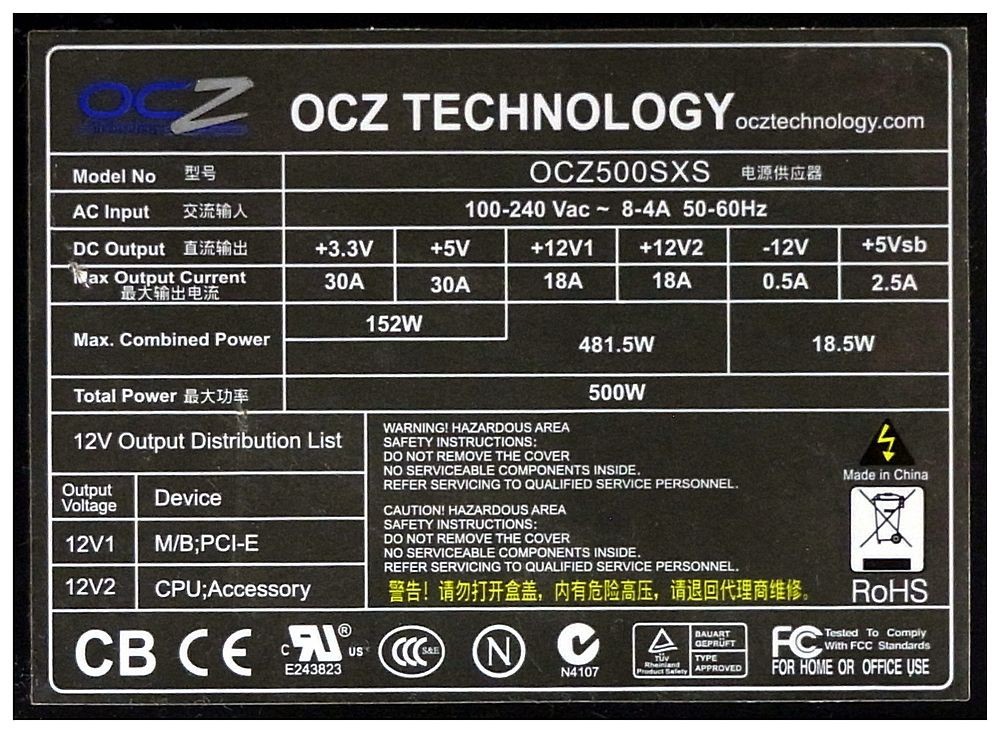 OCZ
OCZ TECHNOLOGY ocztechnology.com
Model No 型号 OCZ500SXS 电源供应器
AC Input 交流输入 100-240 Vac ~ 8-4A 50-60Hz
DC Output 直流输出 +3.3V +5V +12V1 +12V2 -12V +5Vsb
Max Output Current 30A 30A 18A 18A 0.5A 2.5A
最大输出电流
Max. Combined Power 152W 481.5W 18.5W
Total Power 最大功率 500W
12V Output Distribution List
Output Voltage Device
12V1 M/B;PCI-E
12V2 CPU;Accessory
WARNING! HAZARDOUS AREA
SAFETY INSTRUCTIONS:
DO NOT REMOVE THE COVER
NO SERVICEABLE COMPONENTS INSIDE.
REFER SERVICING TO QUALIFIED SERVICE PERSONNEL.
CAUTION! HAZARDOUS AREA
SAFETY INSTRUCTIONS:
DO NOT REMOVE THE COVER
NO SERVICEABLE COMPONENTS INSIDE.
REFER SERVICING TO QUALIFIED SERVICE PERSONNEL.
警告！请勿打开盒盖，内有危险高压，请退回代理商维修。
Made in China
RoHS
CB CE
c RU ® US
E243823
CCC S&E
N
N4107
TÜV
Rheinland
Product Safety
BAUART
GEPRÜFT
TYPE
APPROVED
FC Tested To Comply
With FCC Standards
FOR HOME OR OFFICE USE